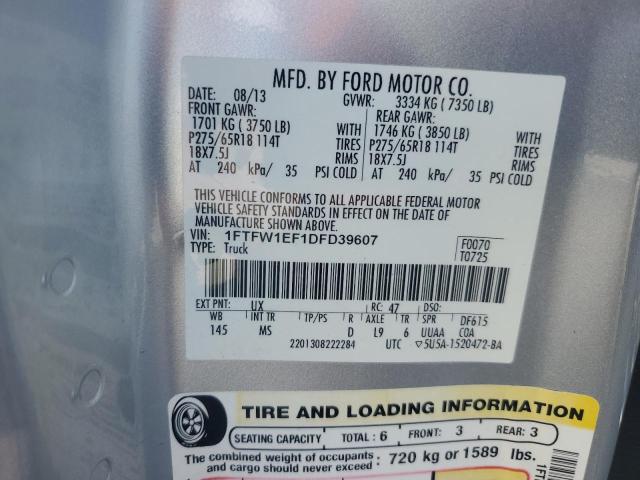 MFD. BY FORD MOTOR CO.
DATE: 08/13 GVWR: 3334 KG ( 7350 LB)
FRONT GAWR: REAR GAWR:
1701 KG ( 3750 LB) WITH 1746 KG ( 3850 LB) WITH
P275/65R18 114T TIRES P275/65R18 114T TIRES
18X7.5J RIMS 18X7.5J RIMS
AT 240 kPa/ 35 PSI COLD AT 240 kPa/ 35 PSI COLD
THIS VEHICLE CONFORMS TO ALL APPLICABLE FEDERAL MOTOR
VEHICLE SAFETY STANDARDS IN EFFECT ON THE DATE OF
MANUFACTURE SHOWN ABOVE.
VIN: 1FTFW1EF1DFD39607 F0070
TYPE: Truck T0725
EXT PNT: UX RC: 47 DSO:
WB INT TR TP/PS R AXLE TR SPR DF615
145 MS D L9 6 UUAA COA
2201308222284 UTC ▽5U5A-1520472-BA
TIRE AND LOADING INFORMATION
SEATING CAPACITY TOTAL : 6 FRONT: 3 REAR: 3
The combined weight of occupants and cargo should never exceed : 720 kg or 1589 lbs.